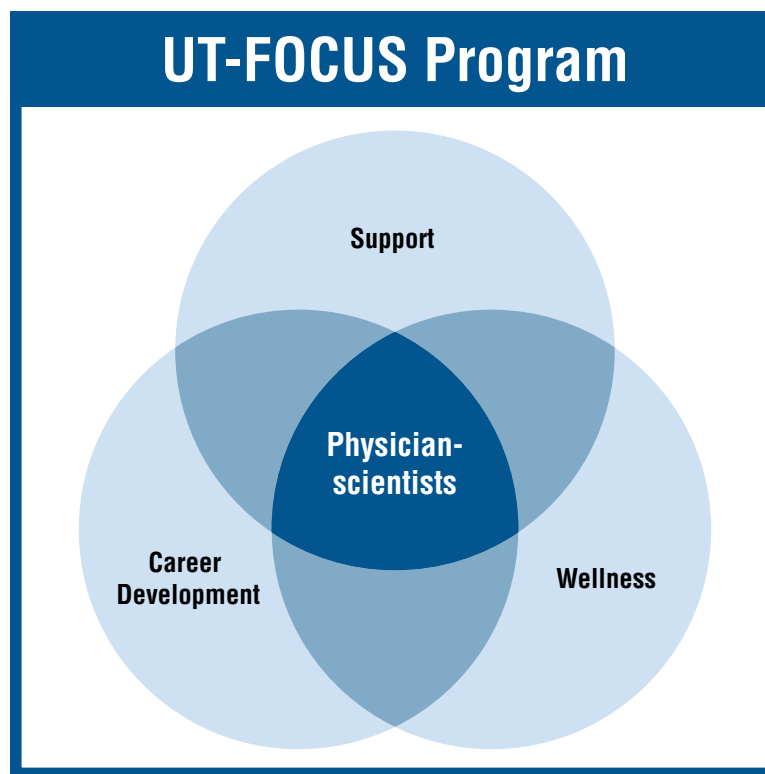 UT-FOCUS Program
Support
Physician-
scientists
Career
Development
Wellness